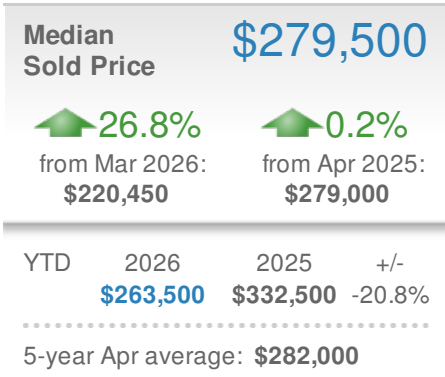 Median
Sold Price
$279,500
26.8%
from Mar 2026:
$220,450
0.2%
from Apr 2025:
$279,000
YTD 2026 2025 +/-
$263,500 $332,500 -20.8%
5-year Apr average: $282,000